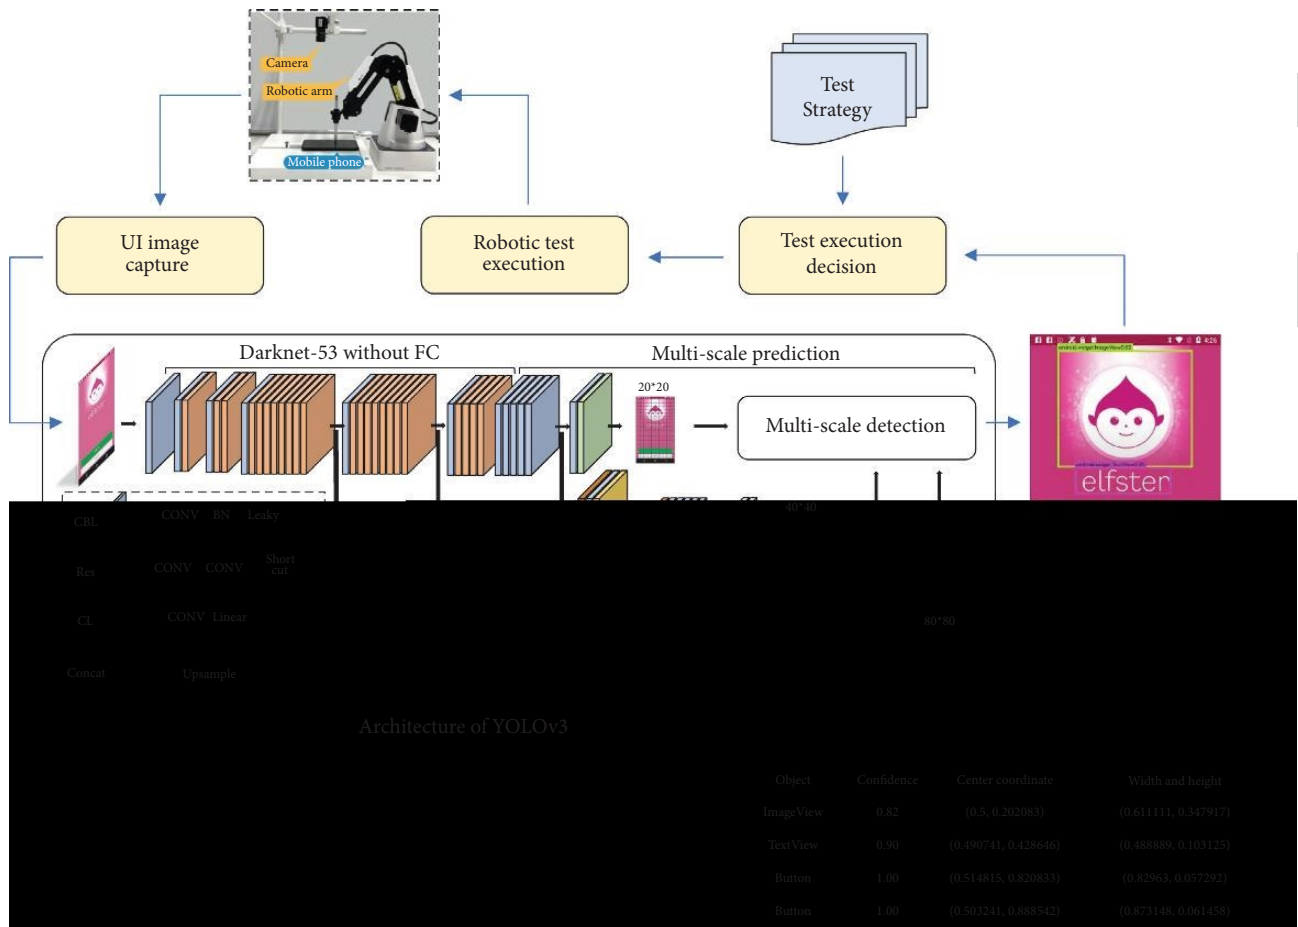 Camera
Robotic arm
Mobile phone
Test
Strategy
UI image
capture
Robotic test
execution
Test execution
decision
Darknet-53 without FC
Multi-scale prediction
20*20
Multi-scale detection
4:26
elfster
40*40
CBL
CONV BN Leaky
Res
CONV CONV Short
cut
CL
CONV Linear
80*80
Concat
Upsample
Architecture of YOLOv3
Object Confidence Center coordinate Width and height
ImageView 0.82 (0.5, 0.202083) (0.611111, 0.347917)
TextView 0.90 (0.490741, 0.428646) (0.488889, 0.103125)
Button 1.00 (0.514815, 0.820833) (0.82963, 0.057292)
Button 1.00 (0.503241, 0.888542) (0.873148, 0.061458)